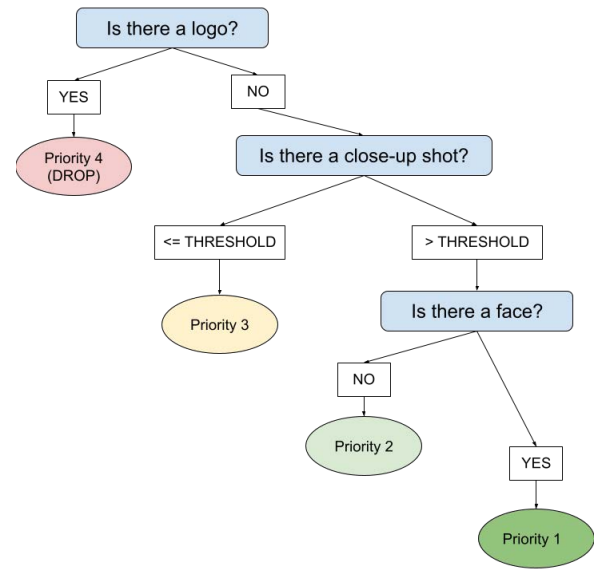 Is there a logo?
YES
NO
Priority 4
(DROP)
Is there a close-up shot?
<= THRESHOLD
> THRESHOLD
Priority 3
Is there a face?
NO
Priority 2
YES
Priority 1